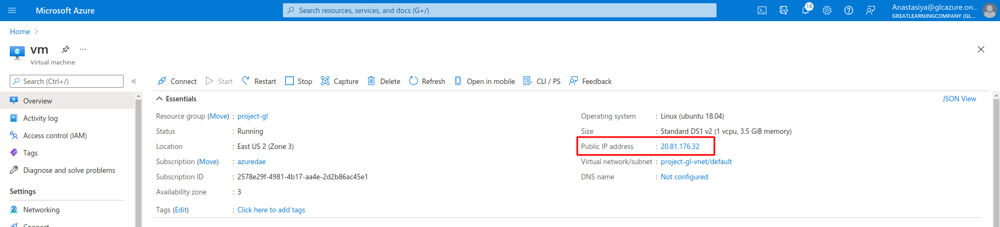 Microsoft Azure
Search resources, services, and docs (G+/)
18
Anastasiya@glcazure.on...
GREATLEARNINGCOMPANY (GL...
Home
vm
...
Virtual machine
Search (Ctrl+/)
«
Connect
Start
Restart
Stop
Capture
Delete
Refresh
Open in mobile
CLI / PS
Feedback
Overview
Activity log
Access control (IAM)
Tags
Diagnose and solve problems
Settings
Networking
Connect
Essentials
JSON View
Resource group (Move) : project-gl
Status : Running
Location : East US 2 (Zone 3)
Subscription (Move) : azuredae
Subscription ID : 2578e29f-4981-4b17-aa4e-2d2b86ac45e1
Availability zone : 3
Tags (Edit) : Click here to add tags
Operating system : Linux (ubuntu 18.04)
Size : Standard DS1 v2 (1 vcpu, 3.5 GiB memory)
Public IP address : 20.81.176.32
Virtual network/subnet : project-gl-vnet/default
DNS name : Not configured